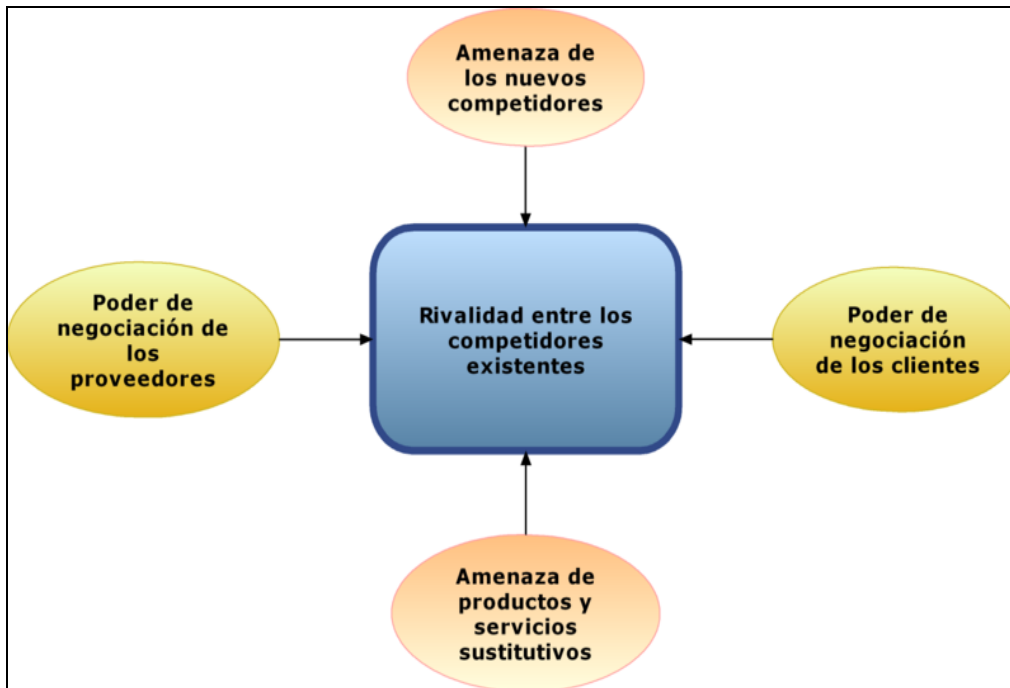 Amenaza de
los nuevos
competidores
Poder de
negociación de
los
proveedores
Rivalidad entre los
competidores
existentes
Poder de
negociación
de los clientes
Amenaza de
productos y
servicios
sustitutivos